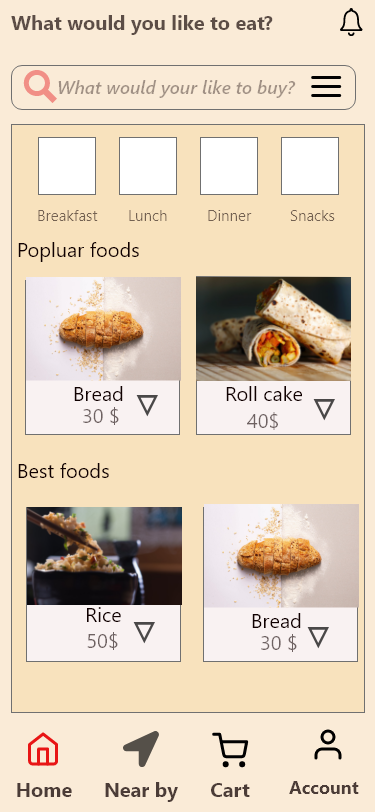 What would you like to eat?
What would your like to buy?
Breakfast Lunch Dinner Snacks
Popluar foods
Bread Roll cake
30 $ 40$
Best foods
Rice Bread
50$ 30 $
Home Near by Cart Account